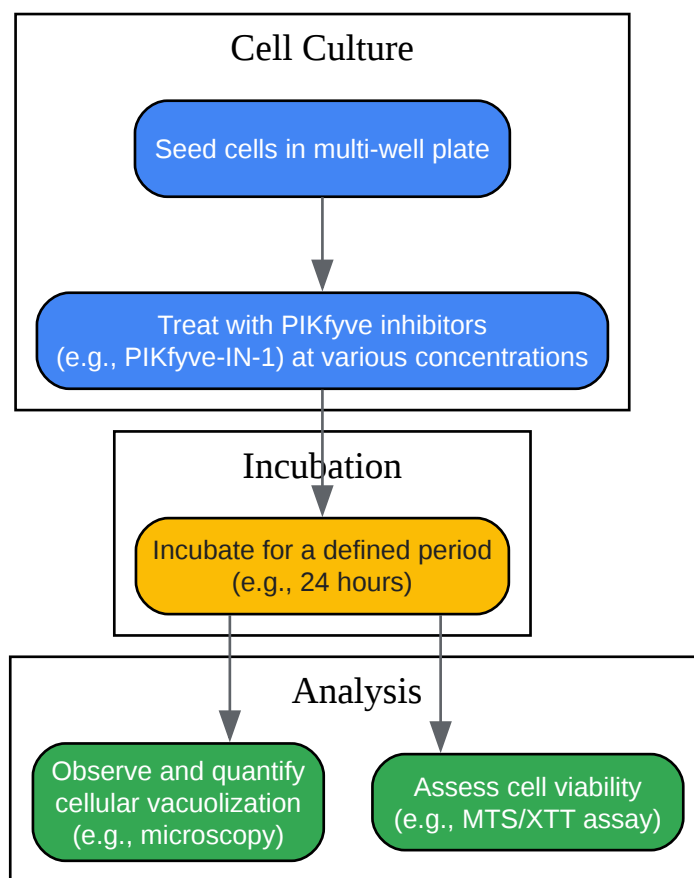 Cell Culture
Seed cells in multi-well plate
Treat with PIKfyve inhibitors
(e.g., PIKfyve-IN-1) at various concentrations
Incubation
Incubate for a defined period
(e.g., 24 hours)
Analysis
Observe and quantify
cellular vacuolization
(e.g., microscopy)
Assess cell viability
(e.g., MTS/XTT assay)